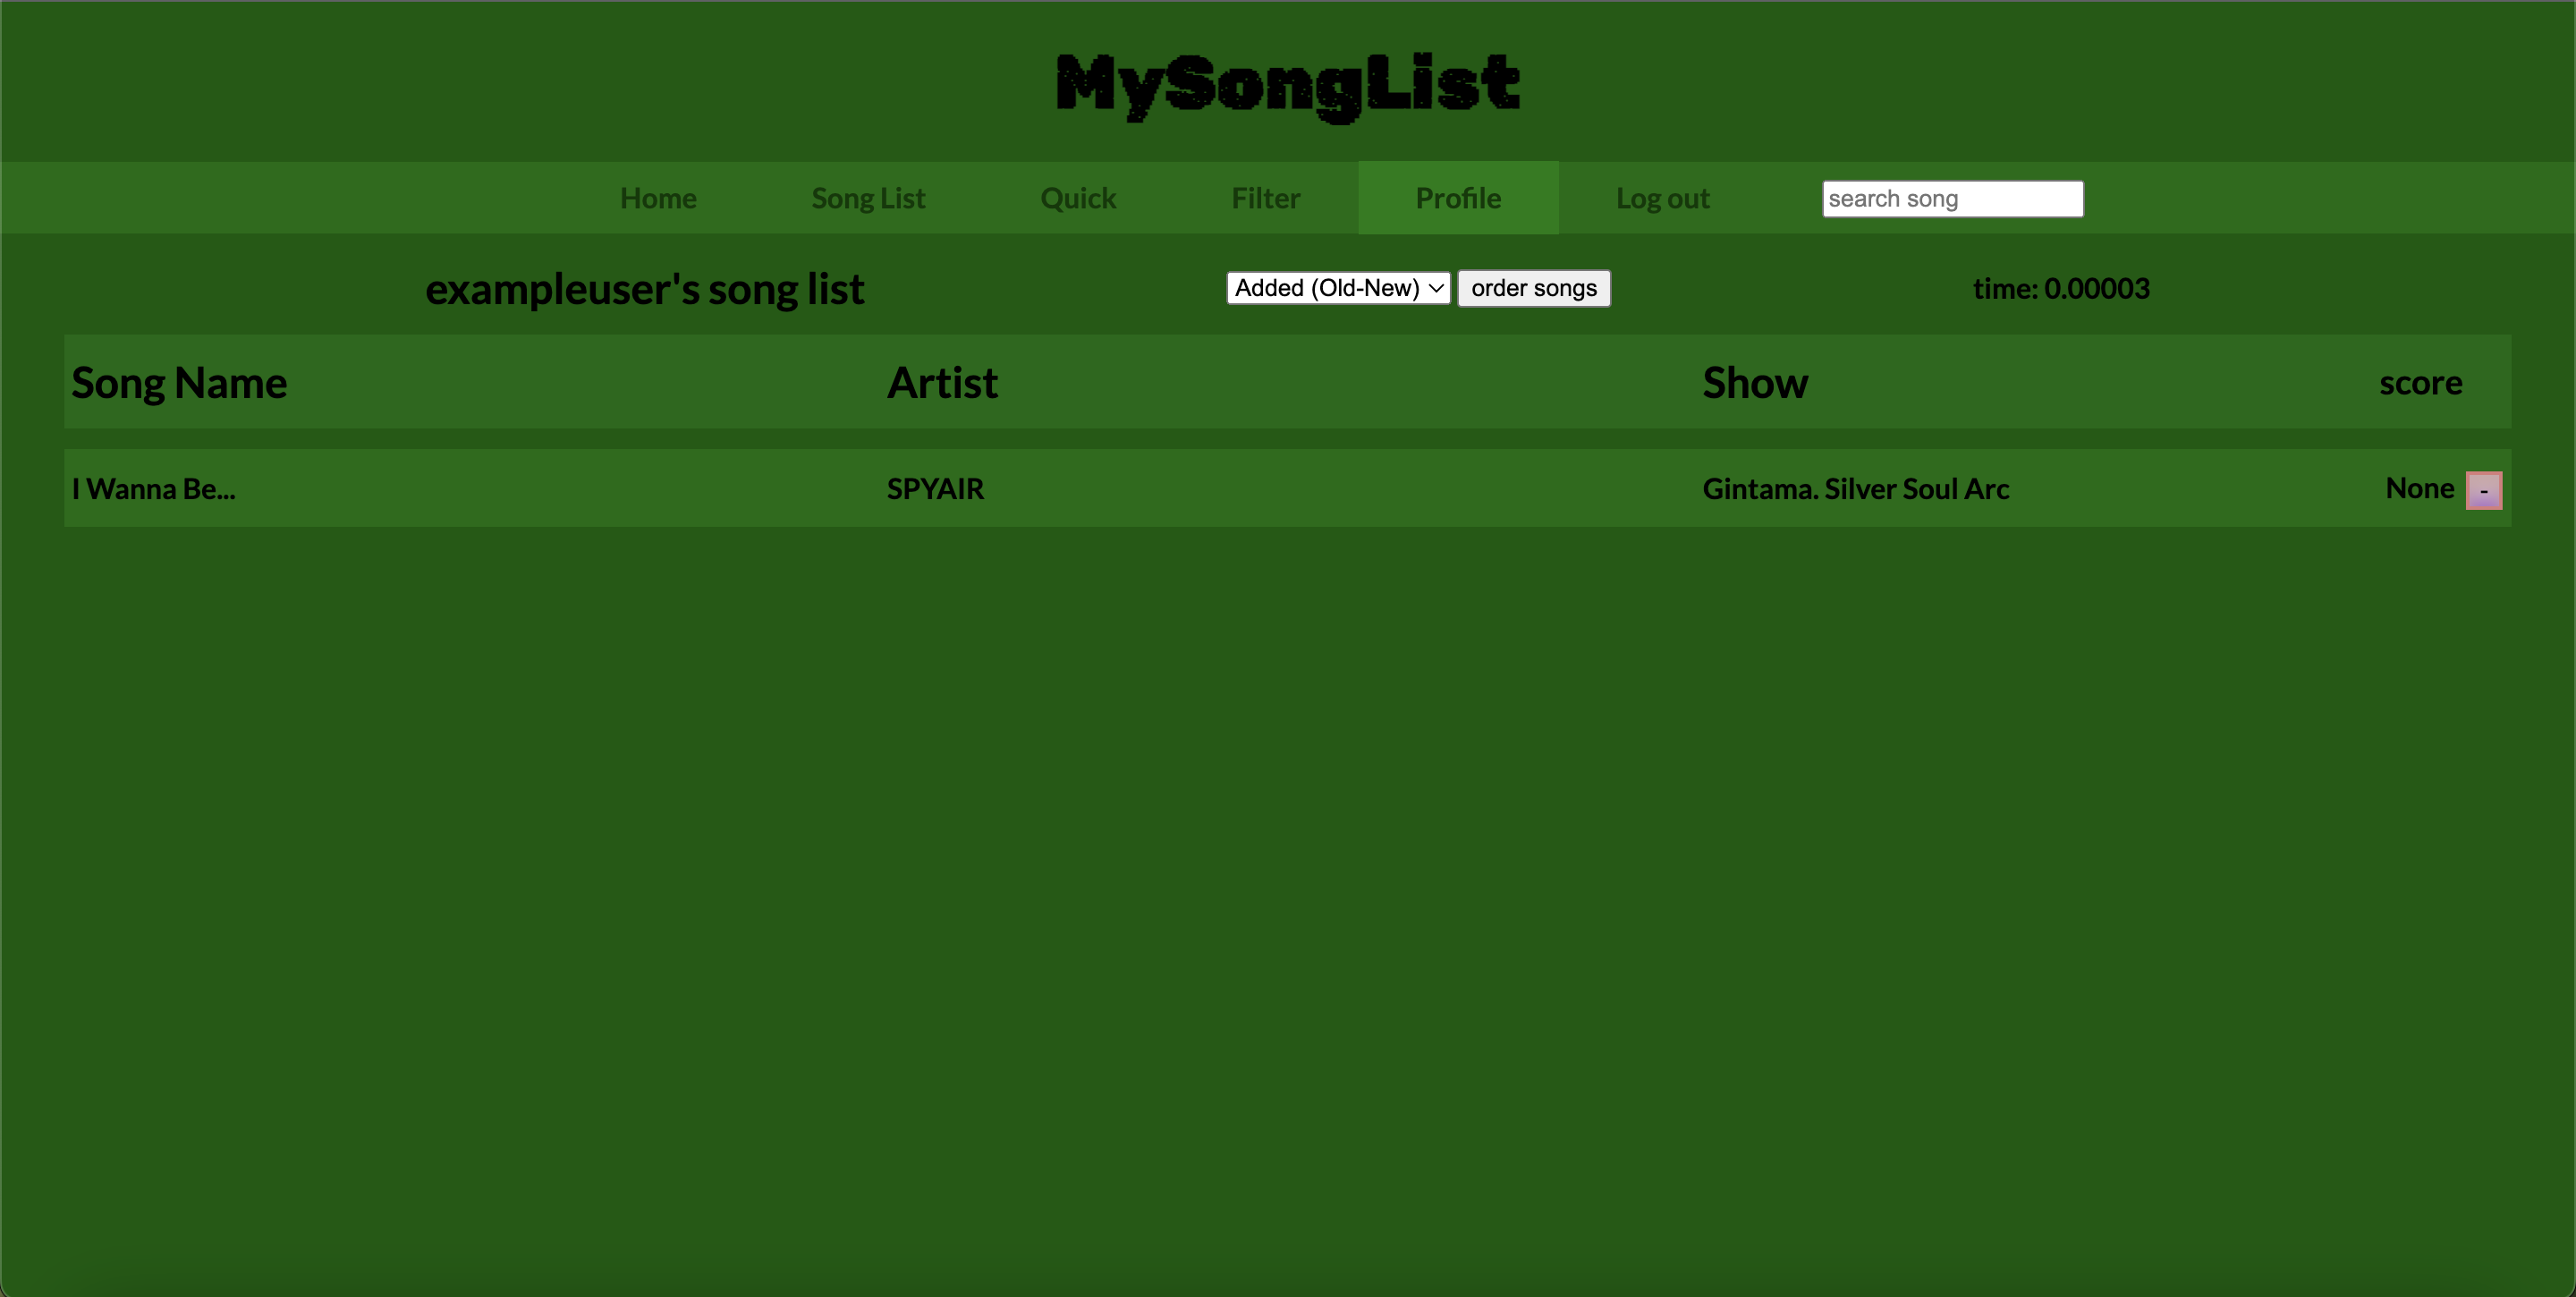 MySongList
Home Song List Quick Filter Profile Log out search song
exampleuser's song list Added (Old-New) order songs time: 0.00003
Song Name Artist Show score
I Wanna Be... SPYAIR Gintama. Silver Soul Arc None -